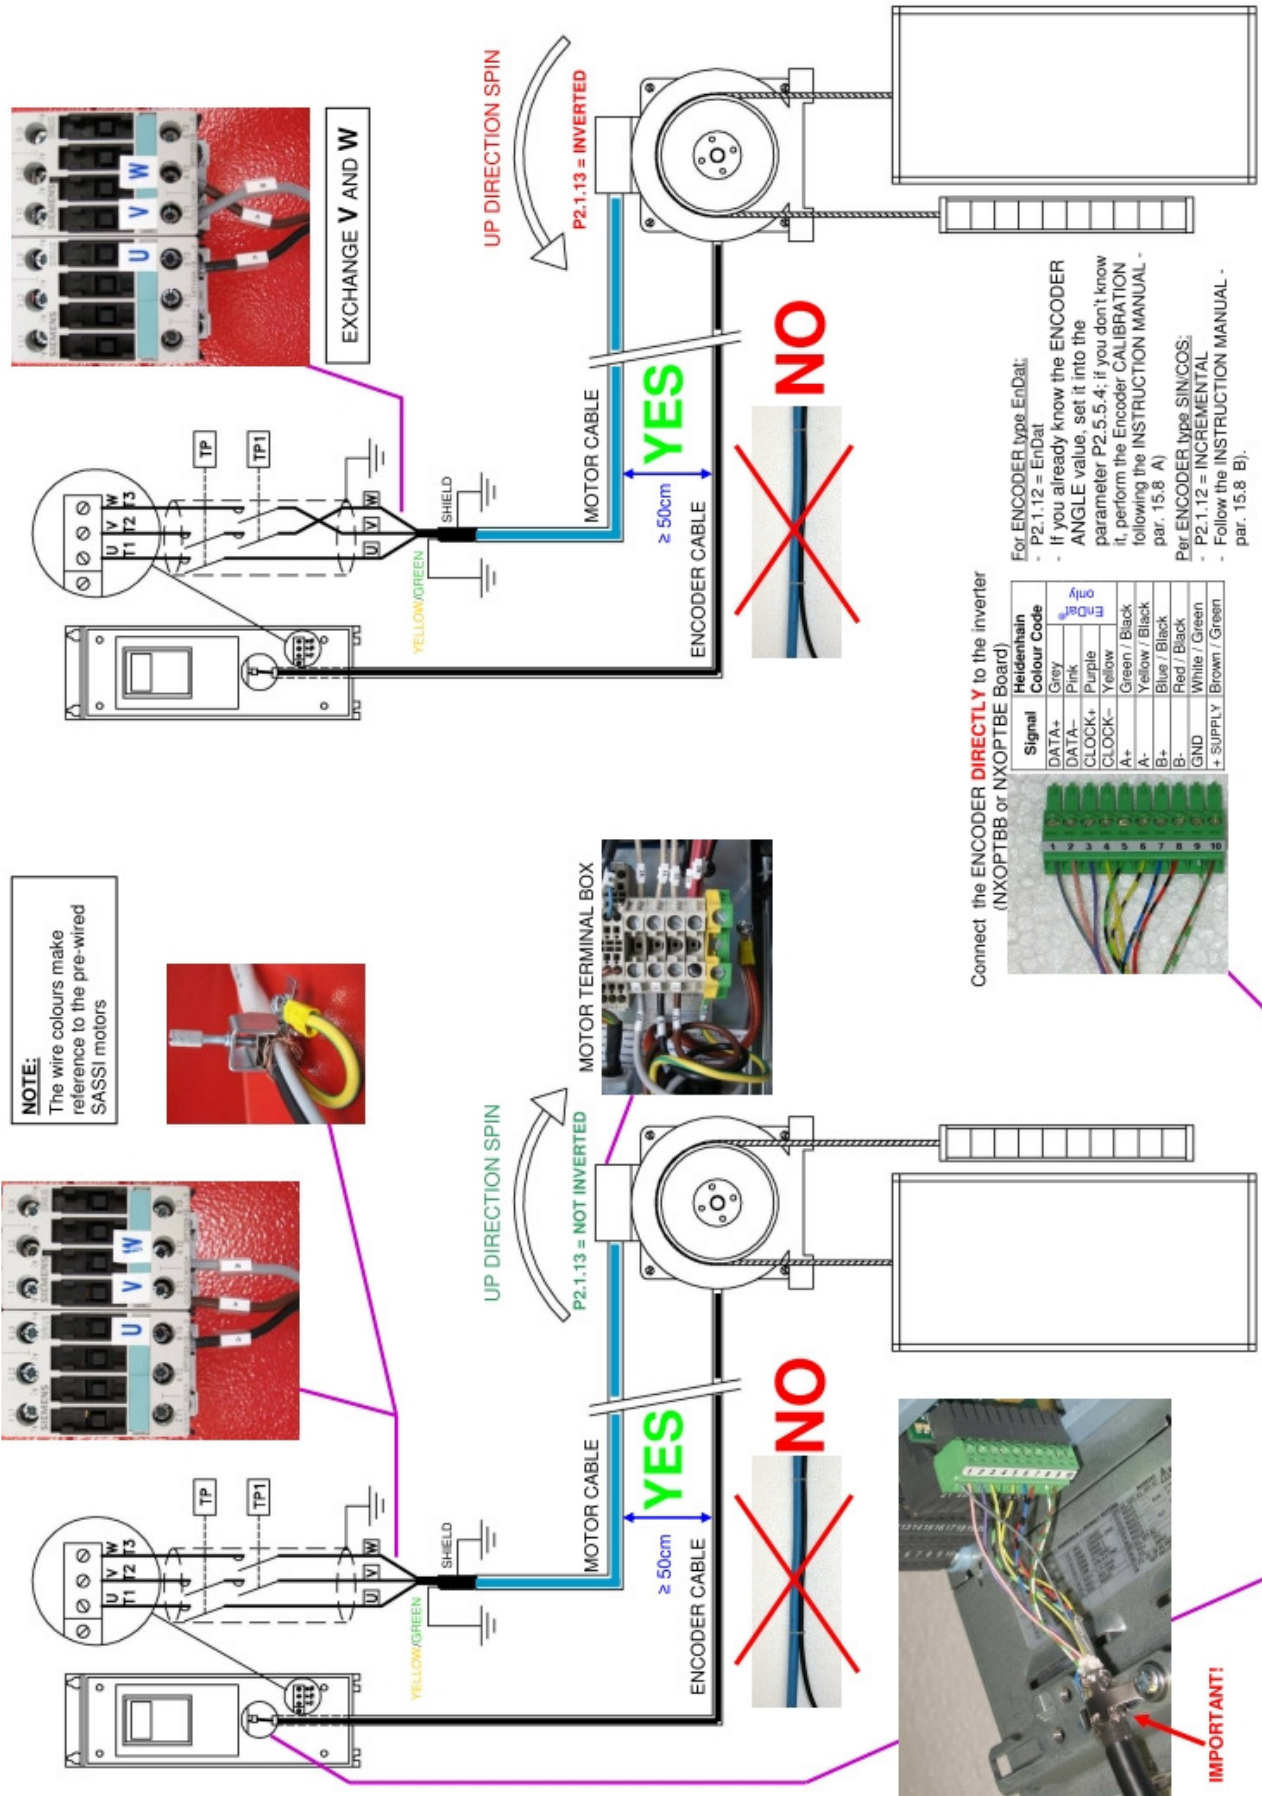 NOTE:
The wire colours make
reference to the pre-wired
SASSI motors
SIEMENS
U
V
W
U
T1
V
T2
W
T3
TP
TP1
U
V
W
YELLOW/GREEN
SHIELD
MOTOR CABLE
≥ 50cm
YES
ENCODER CABLE
NO
UP DIRECTION SPIN
P2.1.13 = NOT INVERTED
MOTOR TERMINAL BOX
IMPORTANT!
SIEMENS
U
V
W
EXCHANGE V AND W
U
T1
V
T2
W
T3
TP
TP1
U
V
W
YELLOW/GREEN
SHIELD
MOTOR CABLE
≥ 50cm
YES
ENCODER CABLE
NO
UP DIRECTION SPIN
P2.1.13 = INVERTED
Connect the ENCODER DIRECTLY to the inverter
(NXOPTBB or NXOPTBE Board)
1
2
3
4
5
6
7
8
9
10
Signal Heidenhain Colour Code
DATA+ Grey
DATA− Pink
CLOCK+ Purple
CLOCK− Yellow
EnDat® only
A+ Green / Black
A- Yellow / Black
B+ Blue / Black
B- Red / Black
GND White / Green
+ SUPPLY Brown / Green
For ENCODER type EnDat:
- P2.1.12 = EnDat
- If you already know the ENCODER
ANGLE value, set it into the
parameter P2.5.5.4; if you don't know
it, perform the Encoder CALIBRATION
following the INSTRUCTION MANUAL -
par. 15.8 A)
Per ENCODER type SIN/COS:
- P2.1.12 = INCREMENTAL
- Follow the INSTRUCTION MANUAL -
par. 15.8 B).